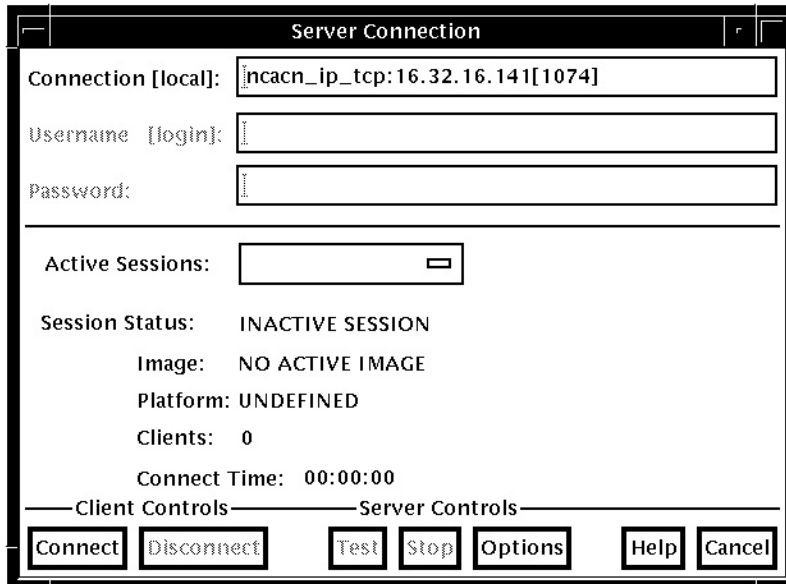 Server Connection
Connection [local]: ncacn_ip_tcp:16.32.16.141[1074]
Username [login]:
Password:
Active Sessions:
Session Status: INACTIVE SESSION
Image: NO ACTIVE IMAGE
Platform: UNDEFINED
Clients: 0
Connect Time: 00:00:00
Client Controls Server Controls
Connect Disconnect Test Stop Options Help Cancel